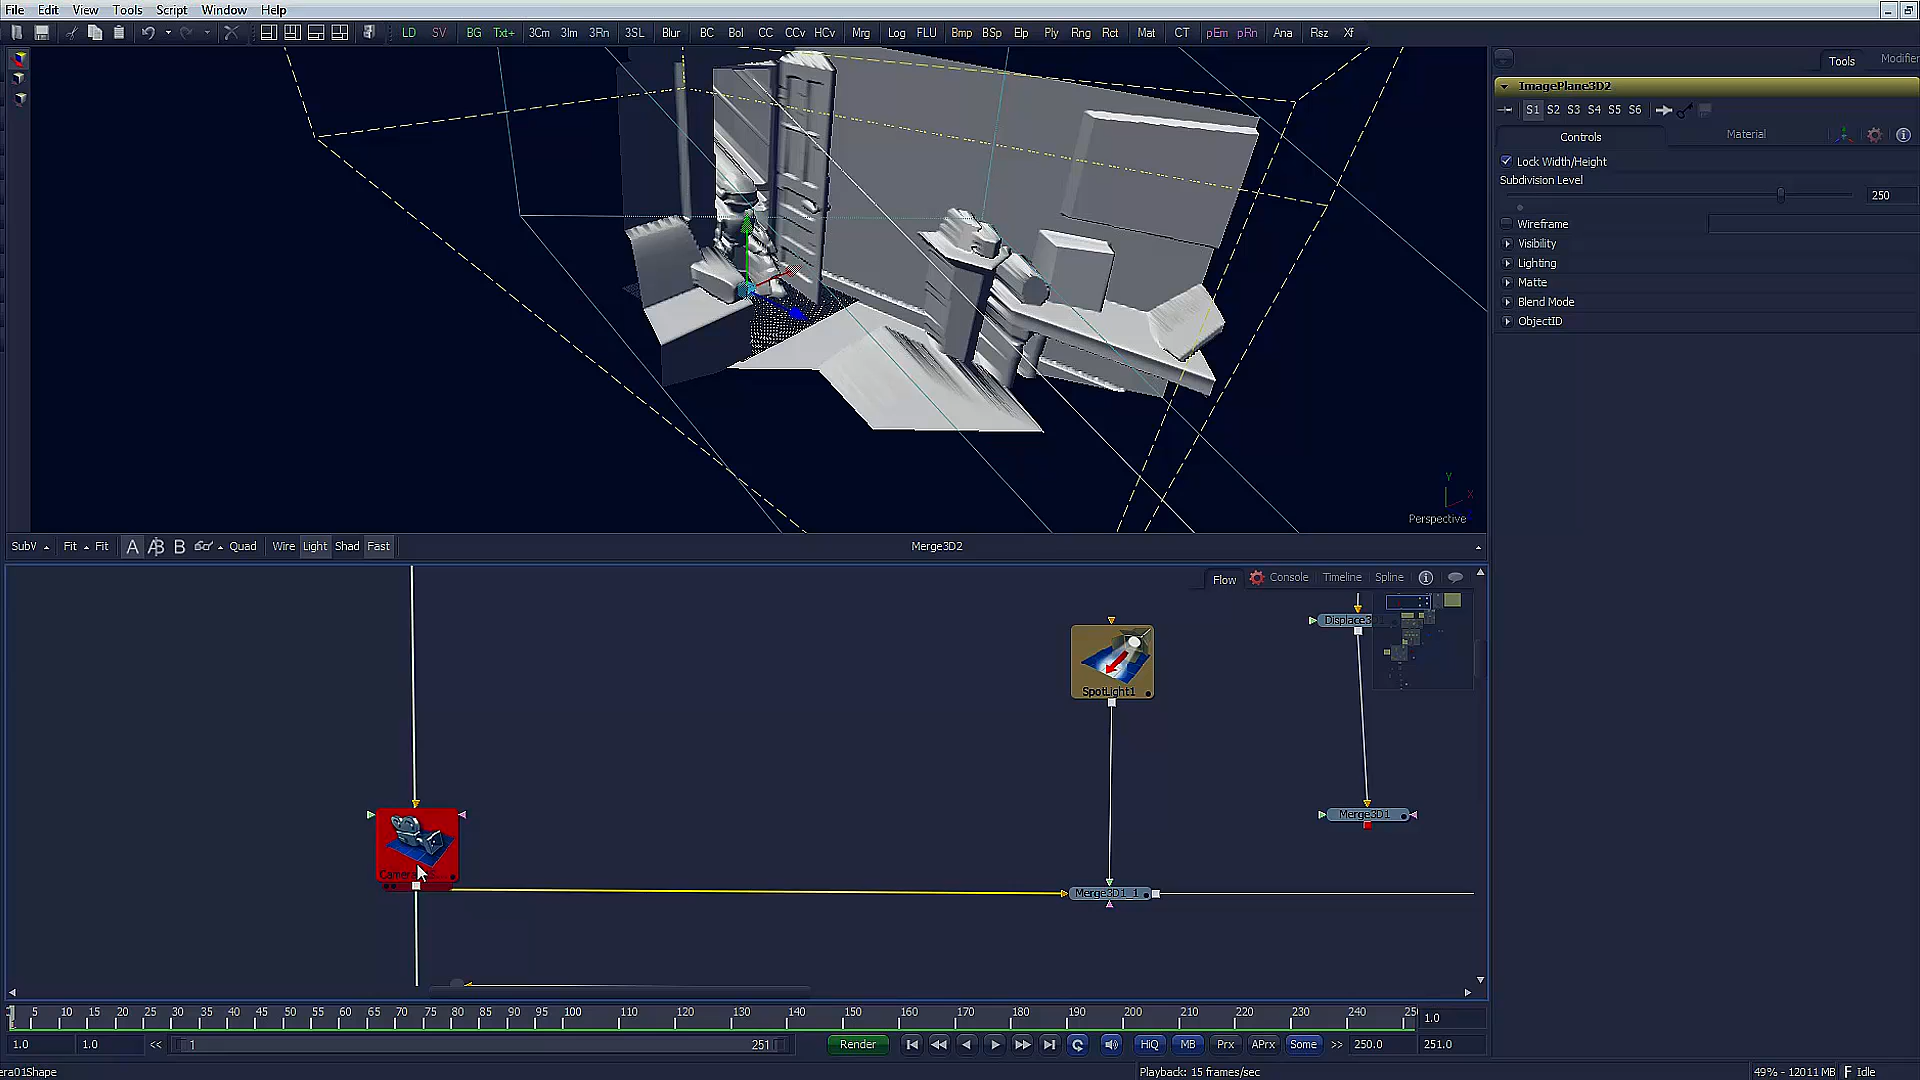 File Edit View Tools Script Window Help
LD SV BG Txt+ 3Cm 3Im 3Rn 3SL Blur BC Bol CC CCv HCv Mrg Log FLU Bmp BSp Elp Ply Rng Rct Mat CT pEm pRn Ana Rsz Xf
Tools Modifier
ImagePlane3D2
S1 S2 S3 S4 S5 S6
Controls Material
Lock Width/Height
Subdivision Level
250
Wireframe
Visibility
Lighting
Matte
Blend Mode
ObjectID
Y
X
Perspective
SubV Fit Fit A A/B B Quad Wire Light Shad Fast Merge3D2
Flow Console Timeline Spline
Displace3
SpotLight1
Merge3D1
Camera
Merge3D1_1
5 10 15 20 25 30 35 40 45 50 55 60 65 70 75 80 85 90 95 100 110 120 130 140 150 160 170 180 190 200 210 220 230 240 25 1.0
1.0 1.0 << 1 251 Render HiQ MB Prx APrx Some >> 250.0 251.0
era01Shape Playback: 15 frames/sec 49% - 12011 MB Idle